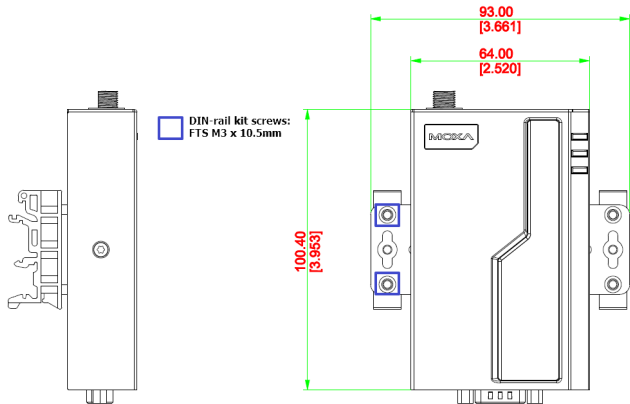 93.00
[3.661]
64.00
[2.520]
DIN-rail kit screws:
FTS M3 x 10.5mm
MOXA
100.40
[3.953]